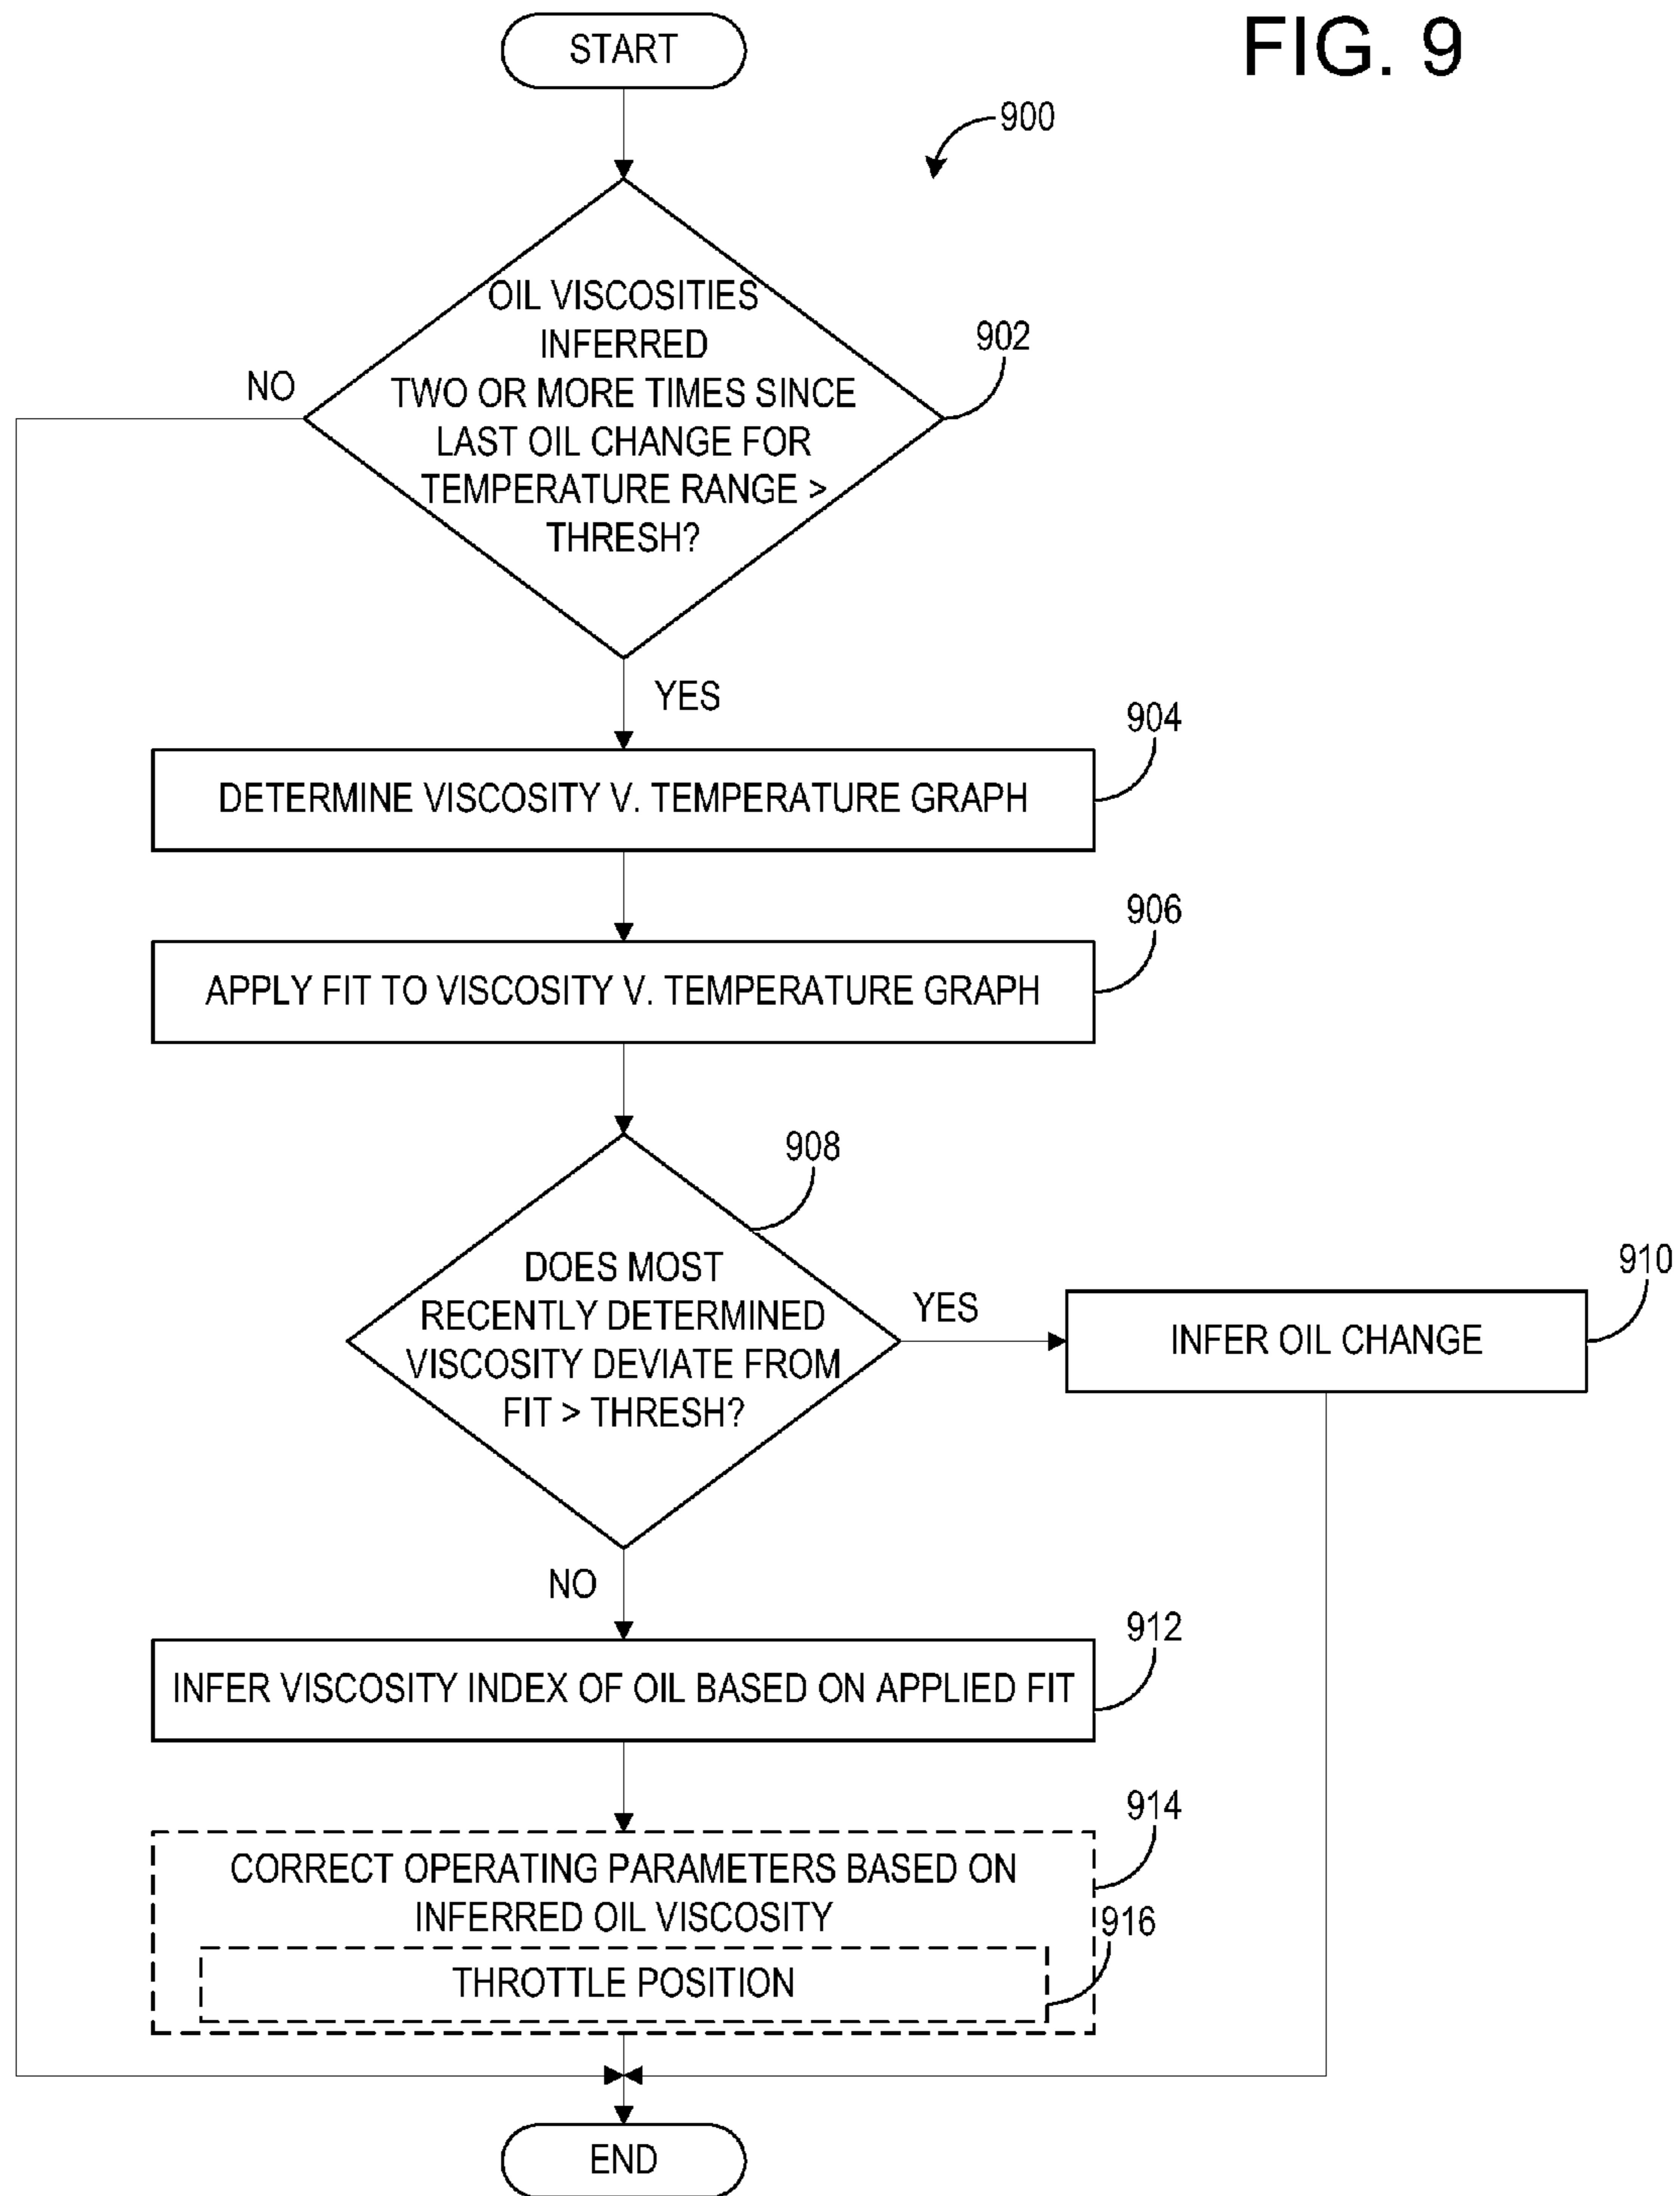 FIG. 9
START
900
OIL VISCOSITIES
INFERRED
TWO OR MORE TIMES SINCE
LAST OIL CHANGE FOR
TEMPERATURE RANGE >
THRESH?
902
NO
YES
904
DETERMINE VISCOSITY V. TEMPERATURE GRAPH
906
APPLY FIT TO VISCOSITY V. TEMPERATURE GRAPH
908
DOES MOST
RECENTLY DETERMINED
VISCOSITY DEVIATE FROM
FIT > THRESH?
YES
910
INFER OIL CHANGE
NO
912
INFER VISCOSITY INDEX OF OIL BASED ON APPLIED FIT
914
CORRECT OPERATING PARAMETERS BASED ON
INFERRED OIL VISCOSITY
916
THROTTLE POSITION
END